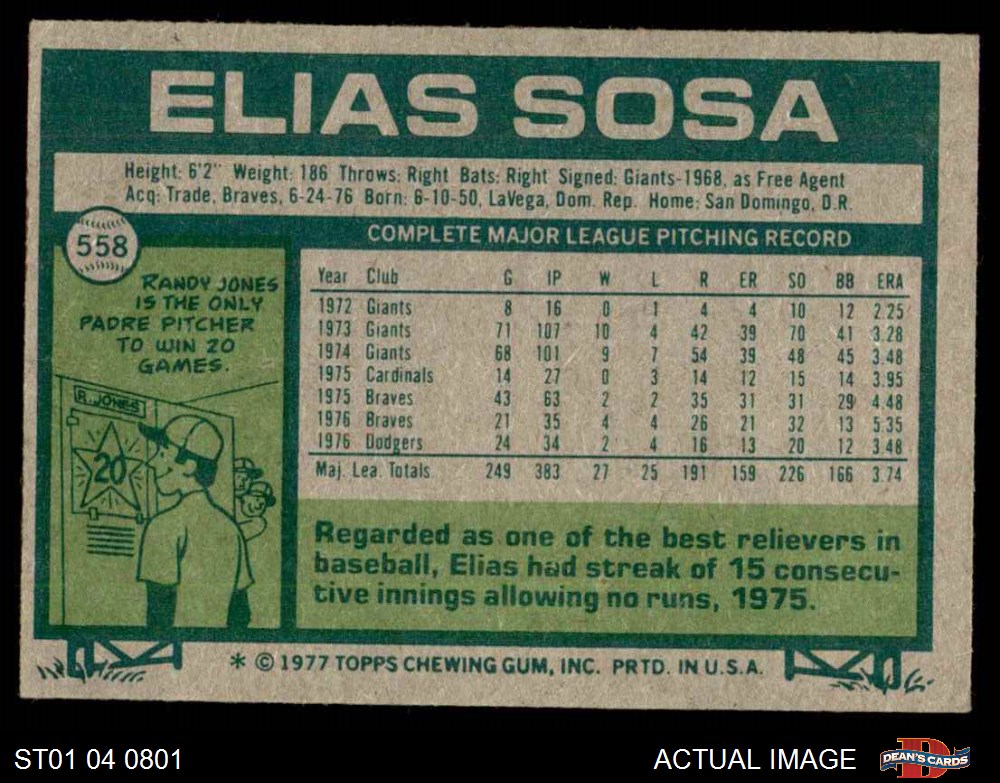 ELIAS SOSA
Height: 6'2" Weight: 186 Throws: Right Bats: Right Signed: Giants-1968, as Free Agent
Acq: Trade, Braves, 6-24-76 Born: 6-10-50, LaVega, Dom. Rep. Home: San Domingo, D.R.
558
RANDY JONES
IS THE ONLY
PADRE PITCHER
TO WIN 20
GAMES.
R. JONES
20
COMPLETE MAJOR LEAGUE PITCHING RECORD
Year Club G IP W L R ER SO BB ERA
1972 Giants 8 16 0 1 4 4 10 12 2.25
1973 Giants 71 107 10 4 42 39 70 41 3.28
1974 Giants 68 101 9 7 54 39 48 45 3.48
1975 Cardinals 14 27 0 3 14 12 15 14 3.95
1975 Braves 43 63 2 2 35 31 31 29 4.48
1976 Braves 21 35 4 4 26 21 32 13 5.35
1976 Dodgers 24 34 2 4 16 13 20 12 3.48
Maj. Lea. Totals 249 383 27 25 191 159 226 166 3.74
Regarded as one of the best relievers in
baseball, Elias had streak of 15 consecu-
tive innings allowing no runs, 1975.
* © 1977 TOPPS CHEWING GUM, INC. PRTD. IN U.S.A.
ST01 04 0801
ACTUAL IMAGE
D
DEAN'S CARDS